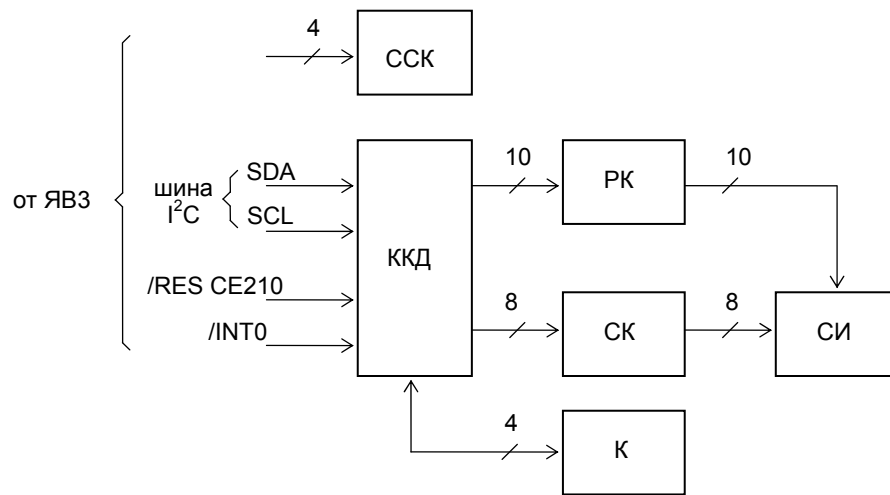 4
ССК
от ЯВ3
шина
I²C
SDA
SCL
/RES CE210
/INT0
ККД
10
РК
10
8
СК
8
СИ
4
К